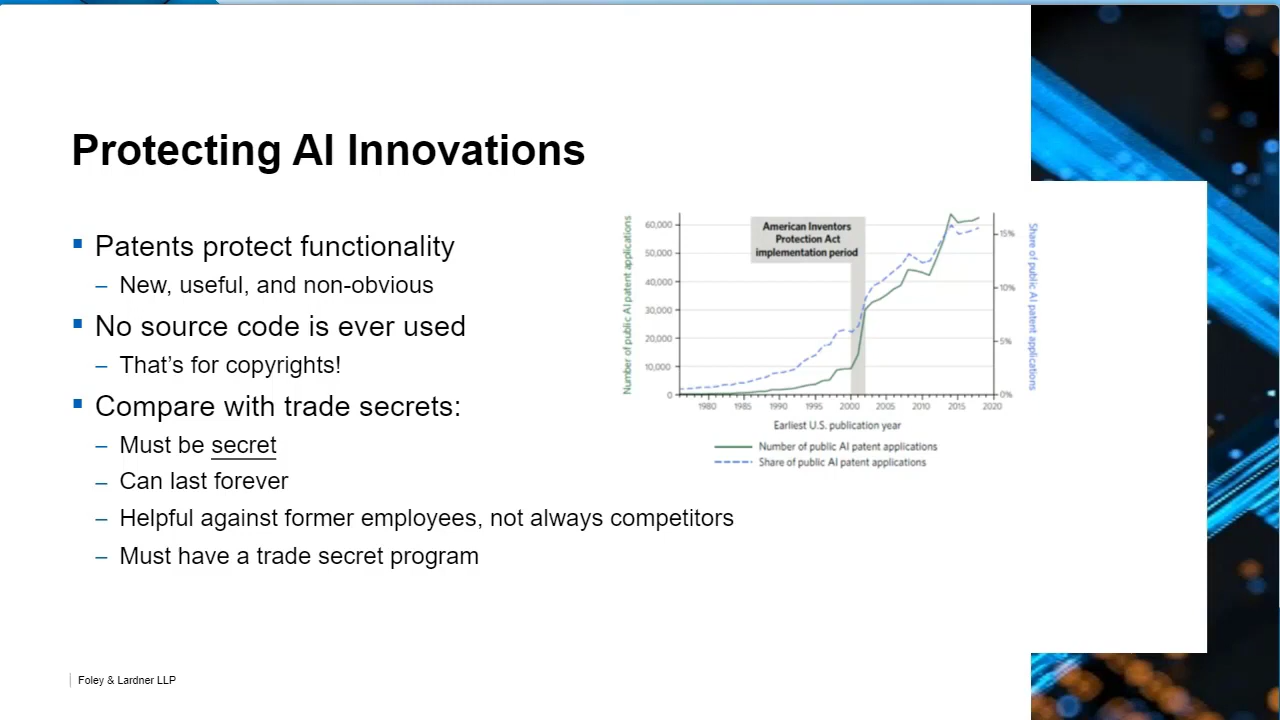 Protecting AI Innovations
Patents protect functionality
– New, useful, and non-obvious
No source code is ever used
– That's for copyrights!
Compare with trade secrets:
– Must be secret
– Can last forever
– Helpful against former employees, not always competitors
– Must have a trade secret program
Number of public AI patent applications
60,000
50,000
40,000
30,000
20,000
10,000
0
American Inventors
Protection Act
implementation period
15%
10%
5%
0%
Share of public AI patent applications
1980 1985 1990 1995 2000 2005 2010 2015 2020
Earliest U.S. publication year
Number of public AI patent applications
Share of public AI patent applications
Foley & Lardner LLP